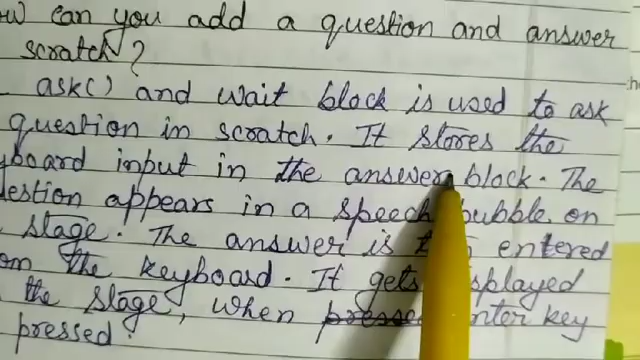 can you add a question and answer
scratch?
ask() and wait block is used to ask
question in scratch. It stores the
board input in the answer block. The
estion appears in a speech bubble on
stage. The answer is entered
om the keyboard. It gets splayed
the stage, when presse nter key
pressed.